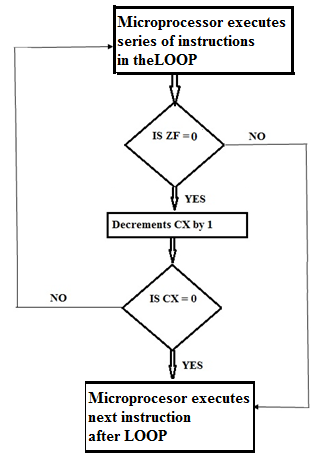 Microprocessor executes
series of instructions
in theLOOP
IS ZF =0
NO
YES
Decrements CX by 1
NO
IS CX = 0
YES
Microprocesor executes
next instruction
after LOOP